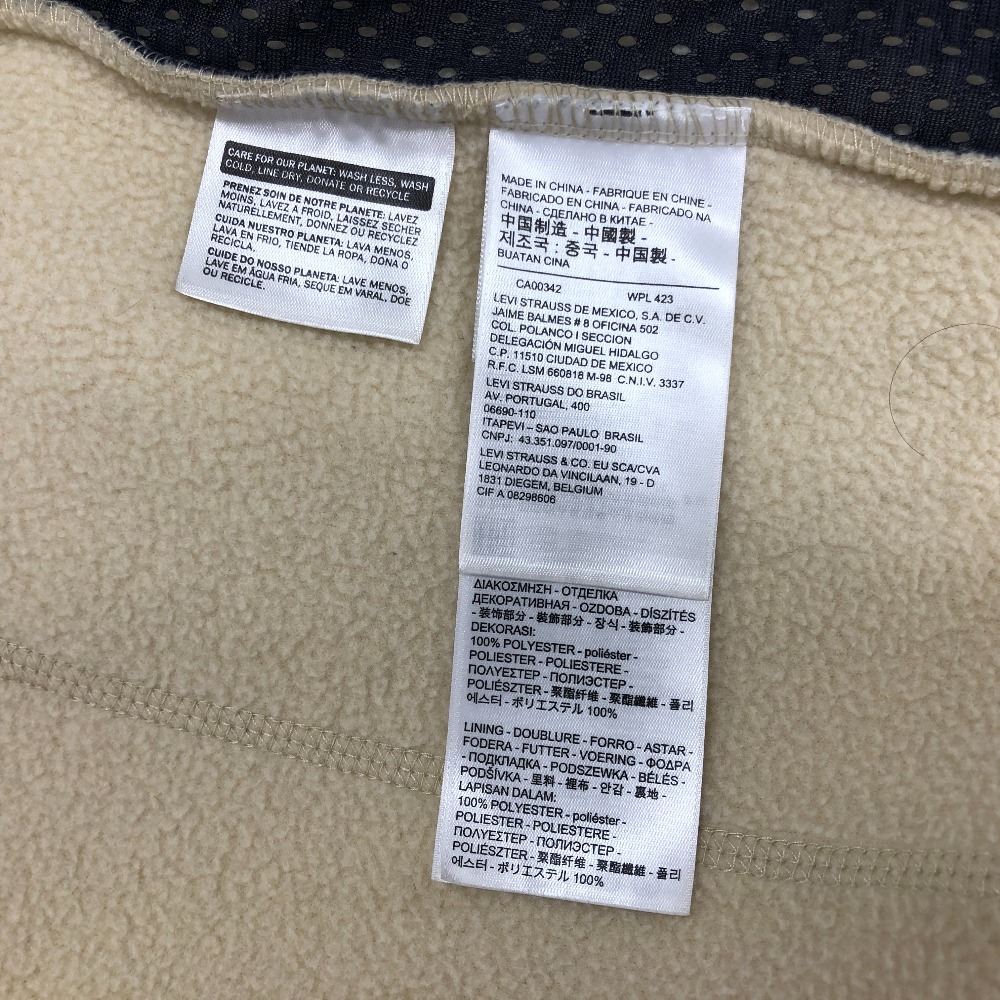 CARE FOR OUR PLANET: WASH LESS, WASH
COLD, LINE DRY, DONATE OR RECYCLE
PRENEZ SOIN DE NOTRE PLANETE: LAVEZ
MOINS, LAVEZ À FROID, LAISSEZ SECHER
NATURELLEMENT, DONNEZ OU RECYCLEZ
CUIDA NUESTRO PLANETA: LAVA MENOS,
LAVA EN FRIO, TIENDE LA ROPA, DONA O
RECICLA.
CUIDE DO NOSSO PLANETA: LAVE MENOS,
LAVE EM ÁGUA FRIA, SEQUE EM VARAL, DOE
OU RECICLE.
MADE IN CHINA - FABRIQUE EN CHINE -
FABRICADO EN CHINA - FABRICADO NA
CHINA - СДЕЛАНО В КИТАЕ -
中国制造 - 中國製 -
제조국 : 중국 - 中国製 -
BUATAN CINA
CA00342 WPL 423
LEVI STRAUSS DE MEXICO, S.A. DE C.V.
JAIME BALMES # 8 OFICINA 502
COL. POLANCO I SECCION
DELEGACIÓN MIGUEL HIDALGO
C.P. 11510 CIUDAD DE MEXICO
R.F.C. LSM 660818 M-98 C.N.I.V. 3337
LEVI STRAUSS DO BRASIL
AV. PORTUGAL, 400
06690-110
ITAPEVI – SAO PAULO BRASIL
CNPJ: 43.351.097/0001-90
LEVI STRAUSS & CO. EU SCA/CVA
LEONARDO DA VINCILAAN, 19 - D
1831 DIEGEM, BELGIUM
CIF A 08298606
ΔΙΑΚΟΣΜΗΣΗ - ОТДЕЛКА
ДЕКОРАТИВНАЯ - OZDOBA - DÍSZÍTÉS
- 装饰部分 - 裝飾部分 - 장식 - 装飾部分 -
DEKORASI:
100% POLYESTER - poliéster -
POLIESTER - POLIESTERE -
ΠΟΛΥΕΣΤΕΡ - ПОЛИЭСТЕР -
POLIÉSZTER - 聚酯纤维 - 聚酯纖維 - 폴리
에스터 - ポリエステル 100%
LINING - DOUBLURE - FORRO - ASTAR -
FODERA - FUTTER - VOERING - ΦΟΔΡΑ
- ПОДКЛАДКА - PODSZEWKA - BÉLÉS -
PODŠÍVKA - 里料 - 裡布 - 안감 - 裏地 -
LAPISAN DALAM:
100% POLYESTER - poliéster -
POLIESTER - POLIESTERE -
ΠΟΛΥΕΣΤΕΡ - ПОЛИЭСТЕР -
POLIÉSZTER - 聚酯纤维 - 聚酯纖維 - 폴리
에스터 - ポリエステル 100%